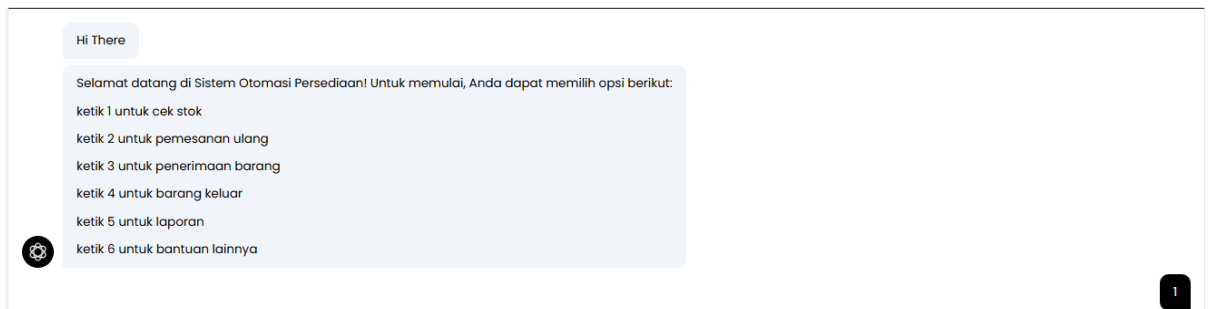 Hi There
Selamat datang di Sistem Otomasi Persediaan! Untuk memulai, Anda dapat memilih opsi berikut:
ketik 1 untuk cek stok
ketik 2 untuk pemesanan ulang
ketik 3 untuk penerimaan barang
ketik 4 untuk barang keluar
ketik 5 untuk laporan
ketik 6 untuk bantuan lainnya
1